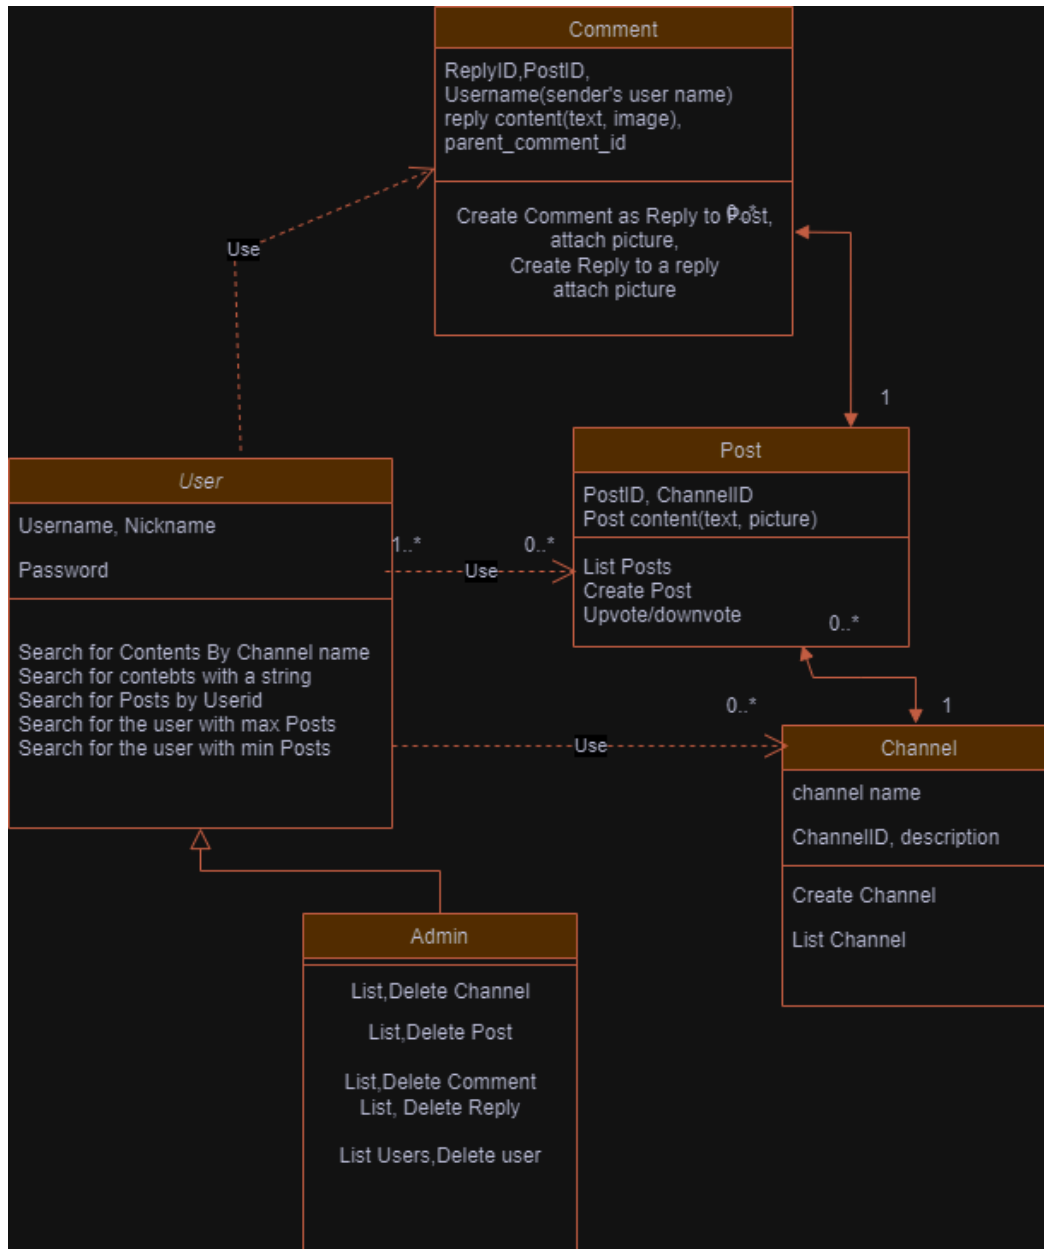 Comment
ReplyID,PostID,
Username(sender's user name)
reply content(text, image),
parent_comment_id
Create Comment as Reply to Post,
0..*
attach picture,
Create Reply to a reply
attach picture
Use
1
User
Username, Nickname
Password
Search for Contents By Channel name
Search for contebts with a string
Search for Posts by Userid
Search for the user with max Posts
Search for the user with min Posts
1..*
Use
0..*
Post
PostID, ChannelID
Post content(text, picture)
List Posts
Create Post
Upvote/downvote
0..*
Use
0..*
1
Channel
channel name
ChannelID, description
Create Channel
List Channel
Admin
List,Delete Channel
List,Delete Post
List,Delete Comment
List, Delete Reply
List Users,Delete user